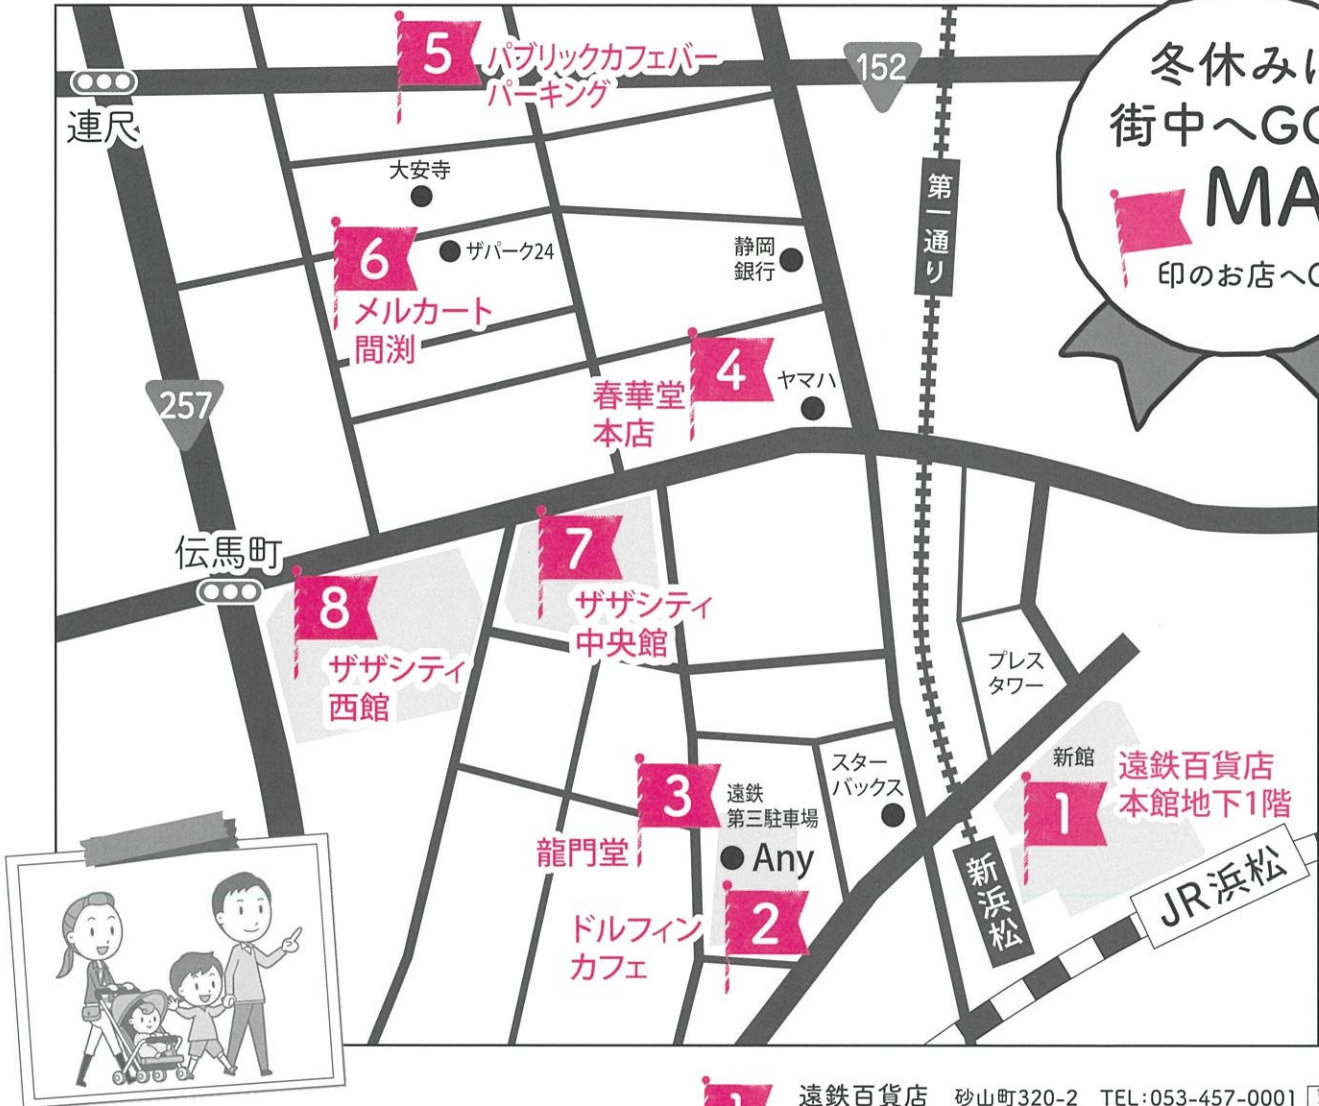 5
パブリックカフェバー
パーキング
152
連尺
冬休みに
街中へGO
MA
印のお店へ
大安寺
第一通り
6
ザパーク24
静岡
銀行
メルカート
間渕
4
ヤマハ
春華堂
本店
257
伝馬町
7
ザザシティ
中央館
8
ザザシティ
西館
プレス
タワー
3
遠鉄
第三駐車場
スター
バックス
新館
1
遠鉄百貨店
本館地下1階
龍門堂
Any
2
ドルフィン
カフェ
新浜松
JR浜松
1
遠鉄百貨店 砂山町320-2 TEL:053-457-0001